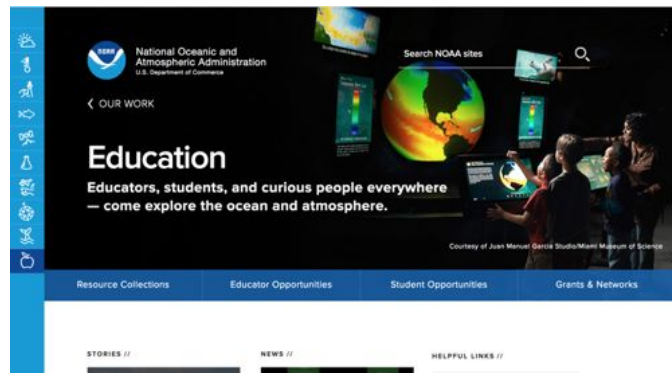 NOAA
National Oceanic and
Atmospheric Administration
U.S. Department of Commerce
Search NOAA sites
OUR WORK
Education
Educators, students, and curious people everywhere
— come explore the ocean and atmosphere.
Courtesy of Juan Manuel Garcia Studio/Miami Museum of Science
Resource Collections
Educator Opportunities
Student Opportunities
Grants & Networks
STORIES //
NEWS //
HELPFUL LINKS //